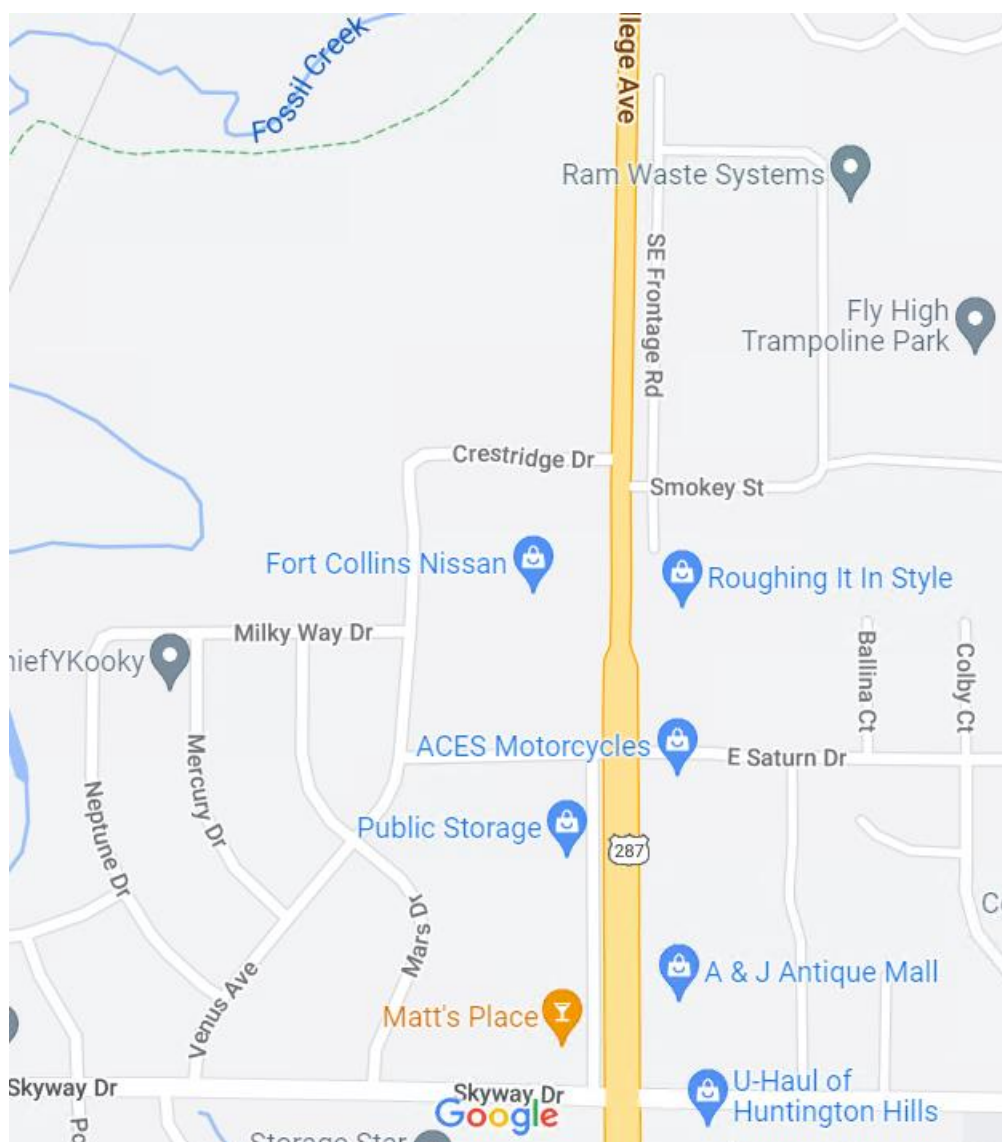 llege Ave
Fossil Creek
Ram Waste Systems
SE Frontage Rd
Fly High
Trampoline Park
Crestridge Dr
Smokey St
Fort Collins Nissan
Roughing It In Style
Milky Way Dr
hiefYKooky
Ballina Ct
Colby Ct
ACES Motorcycles
E Saturn Dr
Mercury Dr
Neptune Dr
Public Storage
287
Mars Dr
Venus Ave
A & J Antique Mall
Matt's Place
Skyway Dr
Skyway Dr
Google
U-Haul of
Huntington Hills
Storage Star